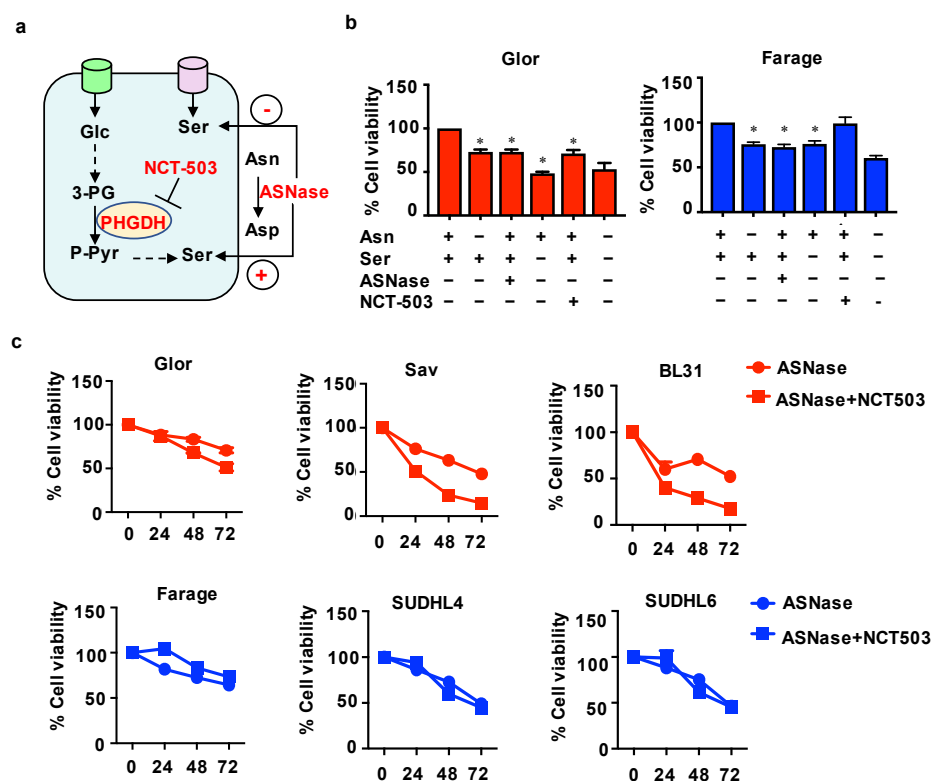 a
Glc
Ser
-
Asn
NCT-503
ASNase
3-PG
PHGDH
Asp
P-Pyr
Ser
+
b
Glor
% Cell viability
150
100
50
0
Asn + - + + + -
Ser + + + - + -
ASNase - - + - - -
NCT-503 - - - - + -
Farage
% Cell viability
150
100
50
0
+ - + + + -
+ + + - + -
- - + - - -
- - - - + -
c
Glor
% Cell viability
150
100
50
0
0 24 48 72
Sav
% Cell viability
150
100
50
0
0 24 48 72
BL31
% Cell viability
150
100
50
0
0 24 48 72
ASNase
ASNase+NCT503
Farage
% Cell viability
150
100
50
0
0 24 48 72
SUDHL4
% Cell viability
150
100
50
0
0 24 48 72
SUDHL6
% Cell viability
150
100
50
0
0 24 48 72
ASNase
ASNase+NCT503